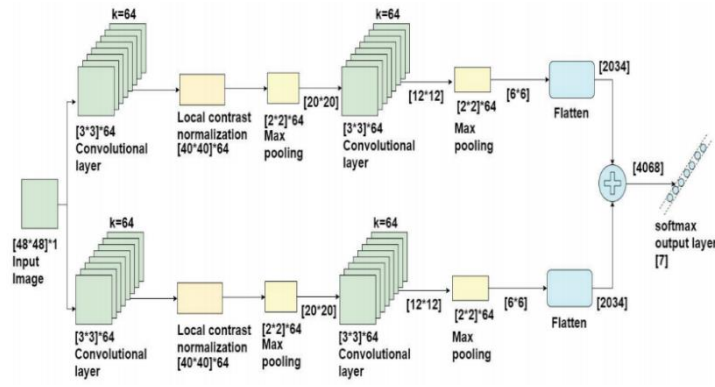 k=64
[3*3]*64
Convolutional
layer
Local contrast
normalization
[40*40]*64
[2*2]*64
Max
pooling
[20*20]
k=64
[3*3]*64
Convolutional
layer
[12*12]
[2*2]*64
Max
pooling
[6*6]
Flatten
[2034]
[48*48]*1
Input
Image
[4068]
softmax
output layer
[7]
k=64
[3*3]*64
Convolutional
layer
Local contrast
normalization
[40*40]*64
[2*2]*64
Max
pooling
[20*20]
k=64
[3*3]*64
Convolutional
layer
[12*12]
[2*2]*64
Max
pooling
[6*6]
Flatten
[2034]